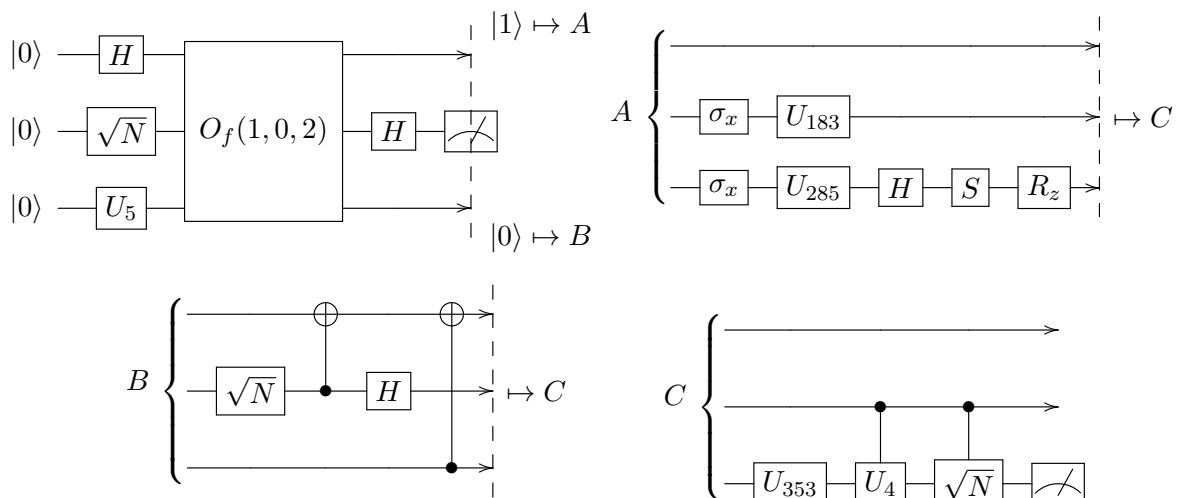 |1⟩ ↦ A
|0⟩ H
|0⟩ √N O_f(1, 0, 2) H
|0⟩ U_5
|0⟩ ↦ B
A σ_x U_183 ↦ C
σ_x U_285 H S R_z
B √N H ↦ C
C
U_353 U_4 √N